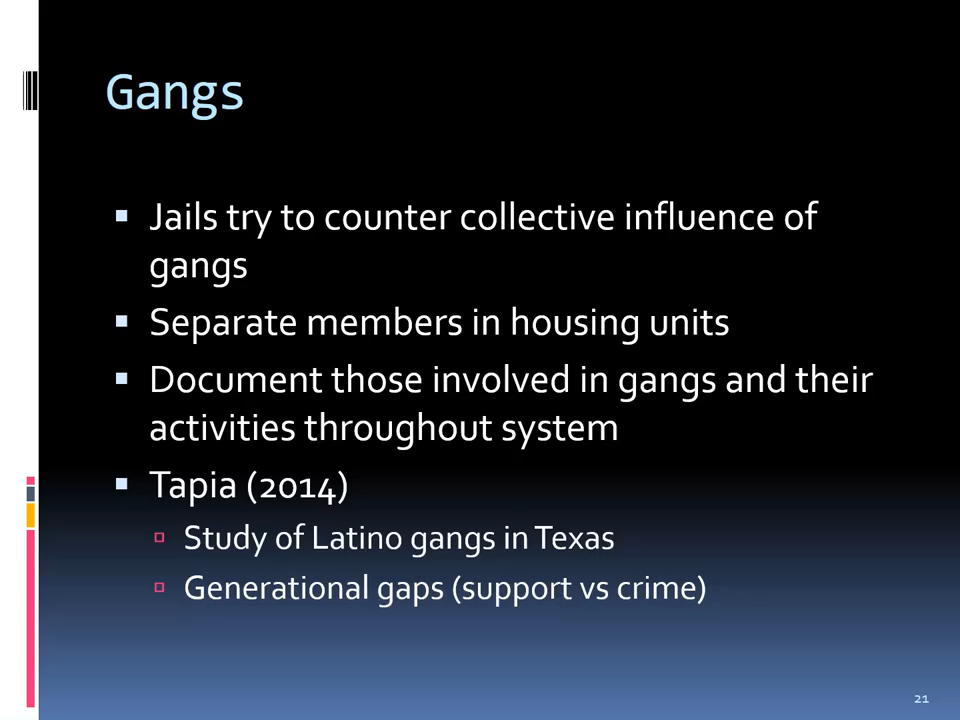 Gangs
Jails try to counter collective influence of
gangs
Separate members in housing units
Document those involved in gangs and their
activities throughout system
Tapia (2014)
Study of Latino gangs in Texas
Generational gaps (support vs crime)
21